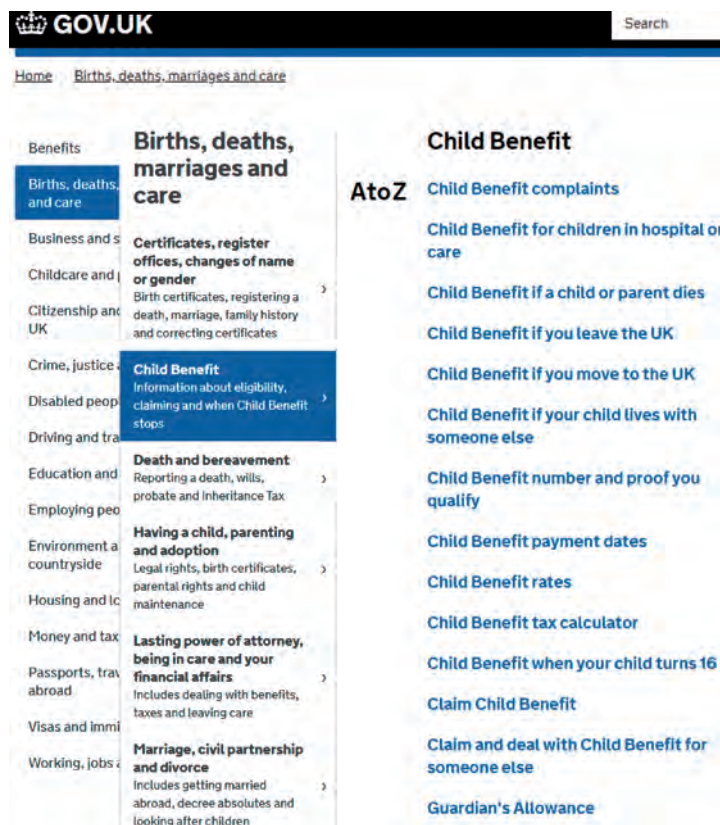 GOV.UK
Search
Home Births, deaths, marriages and care
Benefits
Births, deaths,
and care
Business and s
Childcare and
Citizenship and
UK
Crime, justice
Disabled peop
Driving and tra
Education and
Employing peo
Environment a
countryside
Housing and lo
Money and tax
Passports, trav
abroad
Visas and immi
Working, jobs
Births, deaths,
marriages and
care
Certificates, register
offices, changes of name
or gender
Birth certificates, registering a
death, marriage, family history
and correcting certificates
Child Benefit
Information about eligibility,
claiming and when Child Benefit
stops
Death and bereavement
Reporting a death, wills,
probate and Inheritance Tax
Having a child, parenting
and adoption
Legal rights, birth certificates,
parental rights and child
maintenance
Lasting power of attorney,
being in care and your
financial affairs
Includes dealing with benefits,
taxes and leaving care
Marriage, civil partnership
and divorce
Includes getting married
abroad, decree absolutes and
looking after children
Child Benefit
A to Z
Child Benefit complaints
Child Benefit for children in hospital or
care
Child Benefit if a child or parent dies
Child Benefit if you leave the UK
Child Benefit if you move to the UK
Child Benefit if your child lives with
someone else
Child Benefit number and proof you
qualify
Child Benefit payment dates
Child Benefit rates
Child Benefit tax calculator
Child Benefit when your child turns 16
Claim Child Benefit
Claim and deal with Child Benefit for
someone else
Guardian's Allowance